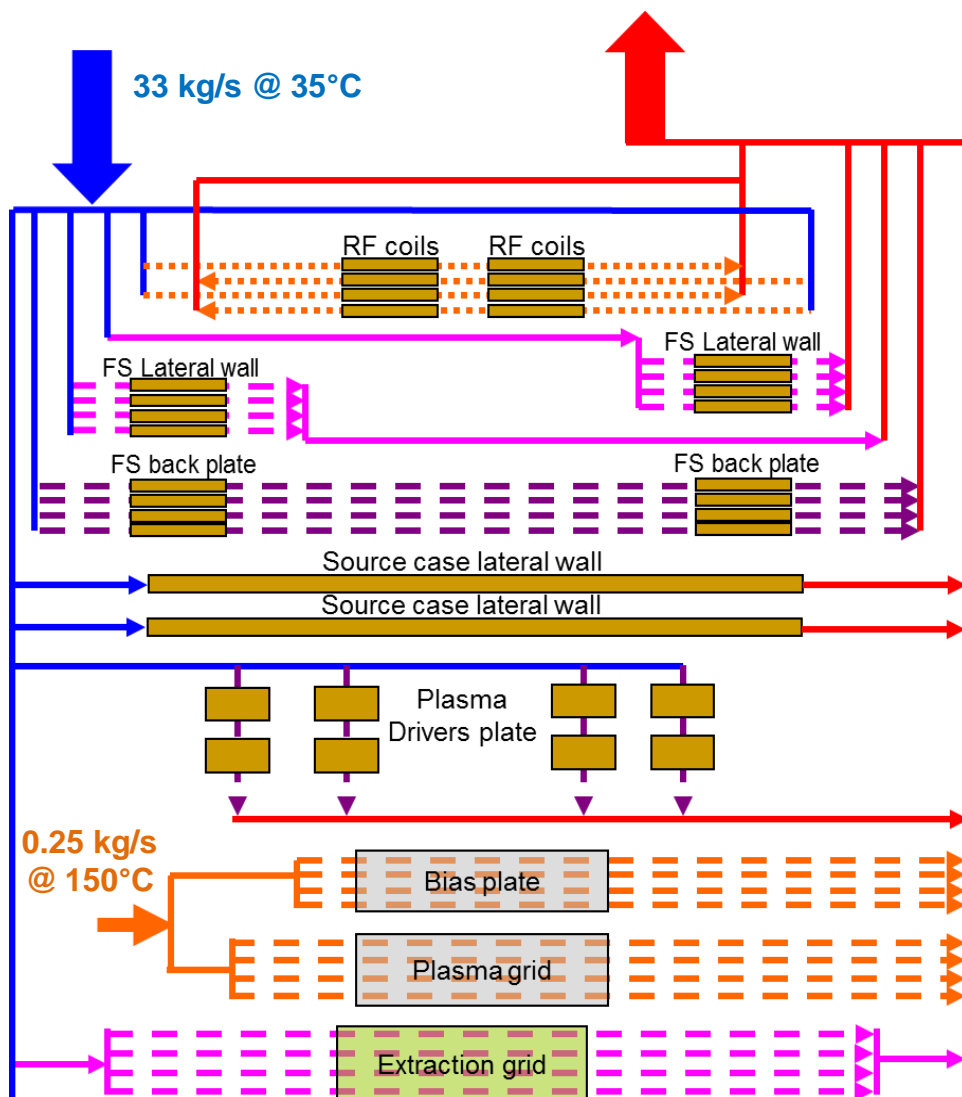 33 kg/s @ 35°C
RF coils
RF coils
FS Lateral wall
FS Lateral wall
FS back plate
FS back plate
Source case lateral wall
Source case lateral wall
Plasma
Drivers plate
0.25 kg/s
@ 150°C
Bias plate
Plasma grid
Extraction grid